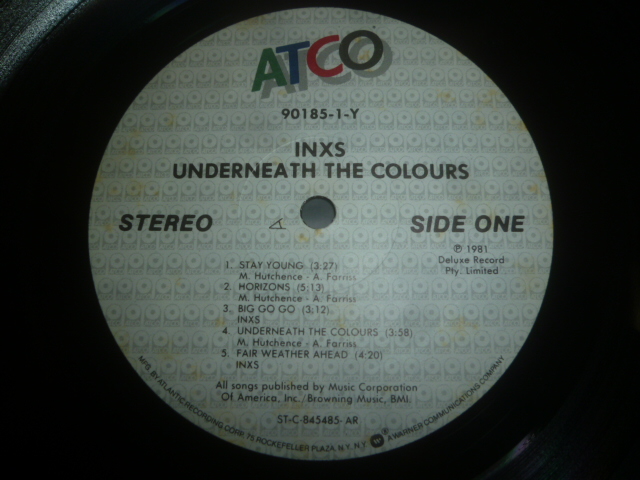 ATCO
90185-1-Y
INXS
UNDERNEATH THE COLOURS
STEREO
SIDE ONE
℗ 1981
Deluxe Record
Pty. Limited
1. STAY YOUNG (3:27)
M. Hutchence - A. Farriss
2. HORIZONS (5:13)
M. Hutchence - A. Farriss
3. BIG GO GO (3:12)
INXS
4. UNDERNEATH THE COLOURS (3:58)
M. Hutchence - A. Farriss
5. FAIR WEATHER AHEAD (4:20)
INXS
All songs published by Music Corporation
Of America, Inc./Browning Music, BMI.
ST-C-845485-AR
MFG. BY ATLANTIC RECORDING CORP. 75 ROCKEFELLER PLAZA, N.Y. N.Y. ® A WARNER COMMUNICATIONS COMPANY